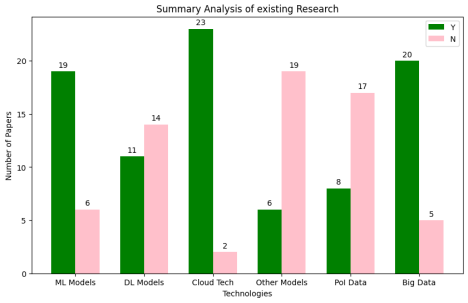 Summary Analysis of existing Research
Y
N
Number of Papers
20
15
10
5
0
19
6
11
14
23
2
6
19
8
17
20
5
ML Models
DL Models
Cloud Tech
Other Models
PoI Data
Big Data
Technologies